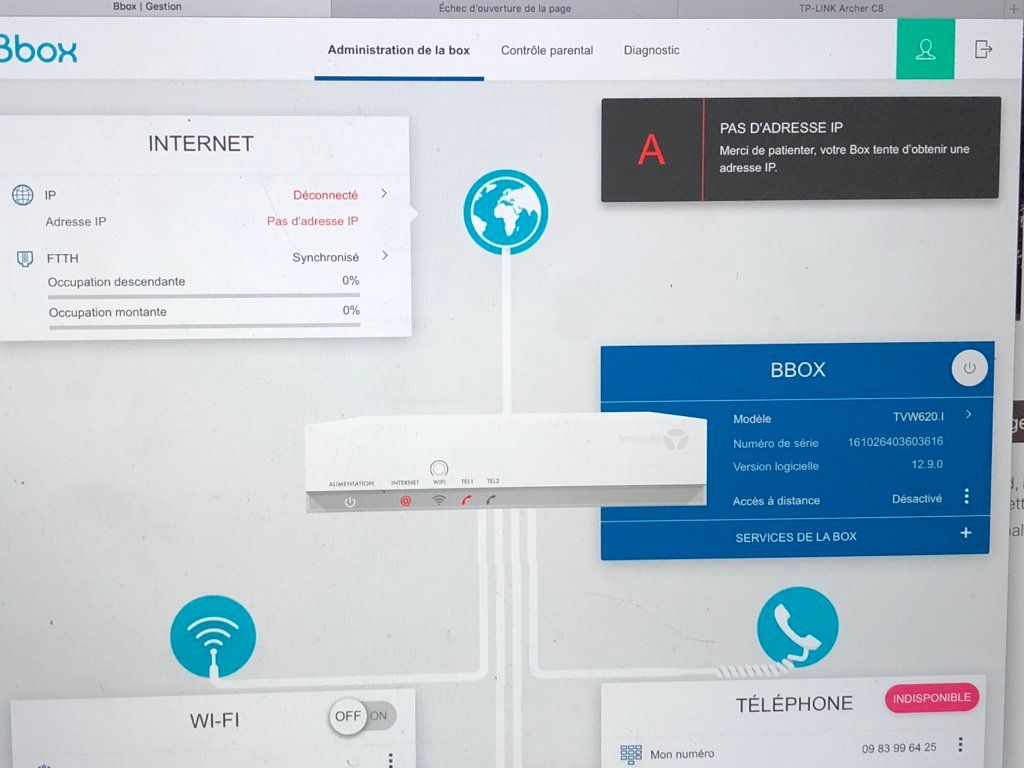 Bbox | Gestion
Échec d'ouverture de la page
TP-LINK Archer C8
Bbox
Administration de la box
Contrôle parental
Diagnostic
INTERNET
IP
Déconnecté
Adresse IP
Pas d'adresse IP
FTTH
Synchronisé
Occupation descendante
0%
Occupation montante
0%
PAS D'ADRESSE IP
Merci de patienter, votre Box tente d'obtenir une
adresse IP.
BBOX
Modèle
TVW620.I
Numéro de série
161026403603616
Version logicielle
12.9.0
Accès à distance
Désactivé
SERVICES DE LA BOX
bouygues
ALIMENTATION
INTERNET
WIFI
TEL1
TEL2
WI-FI
OFF
ON
TÉLÉPHONE
INDISPONIBLE
Mon numéro
09 83 99 64 25